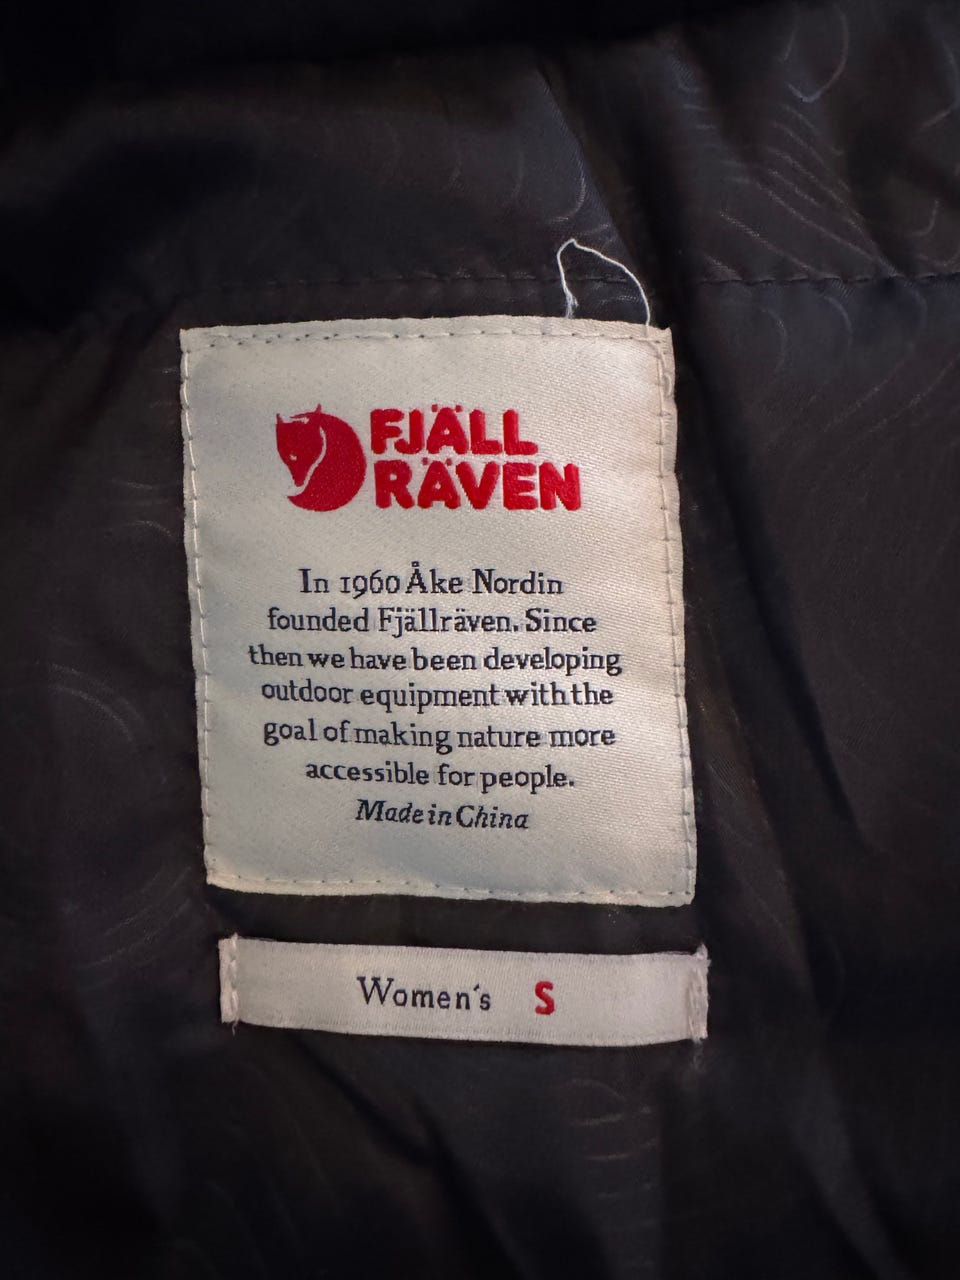 FJÄLL
RÄVEN
In 1960 Åke Nordin
founded Fjällräven. Since
then we have been developing
outdoor equipment with the
goal of making nature more
accessible for people.
Made in China
Women's S